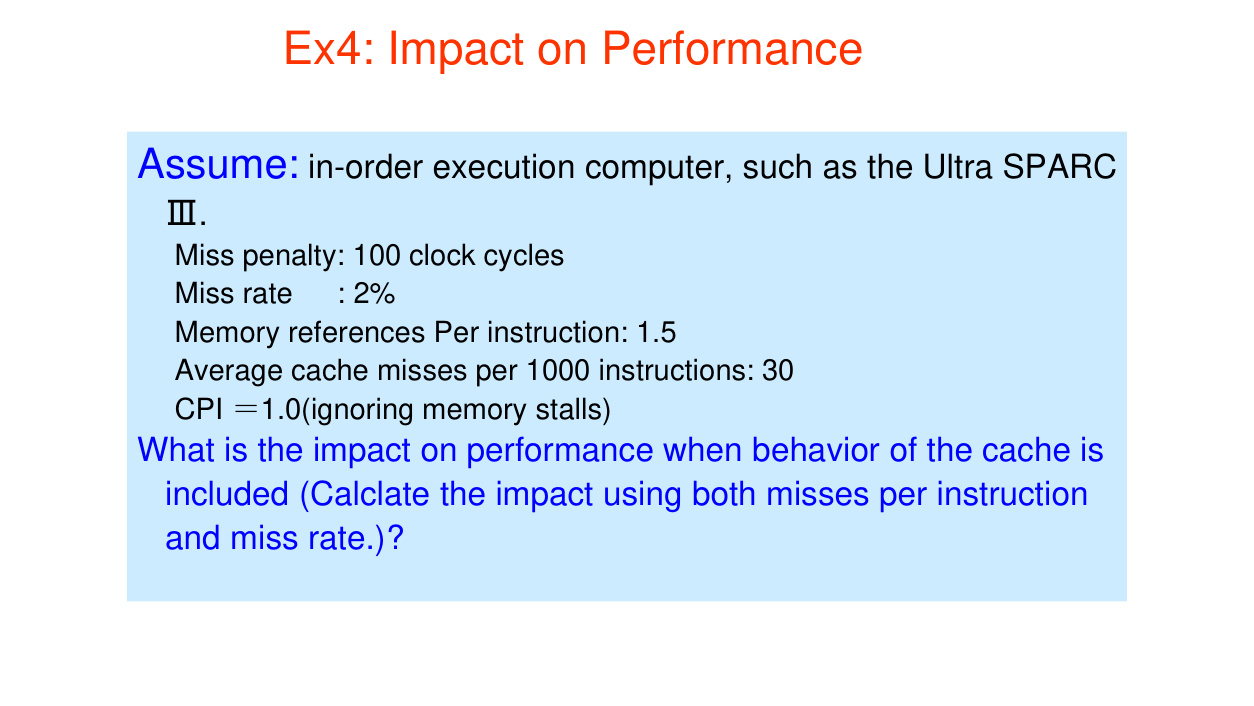 Ex4: Impact on Performance
Assume: in-order execution computer, such as the Ultra SPARC
Ⅲ.
Miss penalty: 100 clock cycles
Miss rate : 2%
Memory references Per instruction: 1.5
Average cache misses per 1000 instructions: 30
CPI ＝1.0(ignoring memory stalls)
What is the impact on performance when behavior of the cache is
included (Calclate the impact using both misses per instruction
and miss rate.)?